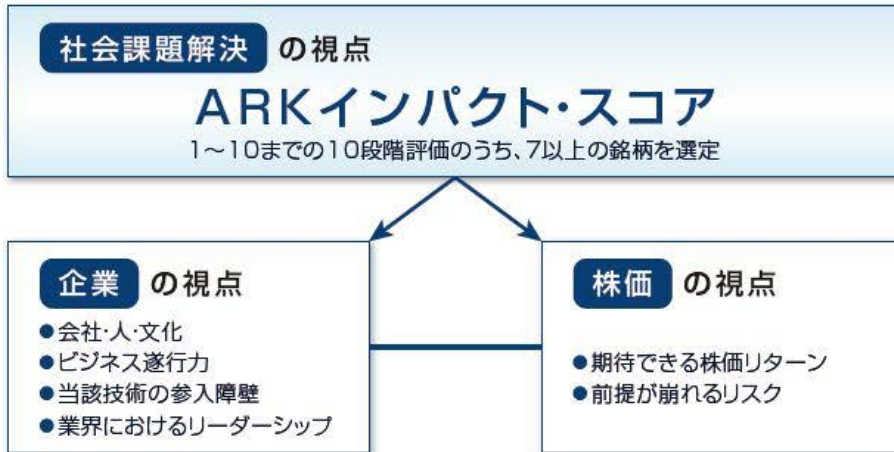 社会課題解決 の視点
ARKインパクト・スコア
1～10までの10段階評価のうち、7以上の銘柄を選定
企業 の視点
●会社・人・文化
●ビジネス遂行力
●当該技術の参入障壁
●業界におけるリーダーシップ
株価 の視点
●期待できる株価リターン
●前提が崩れるリスク